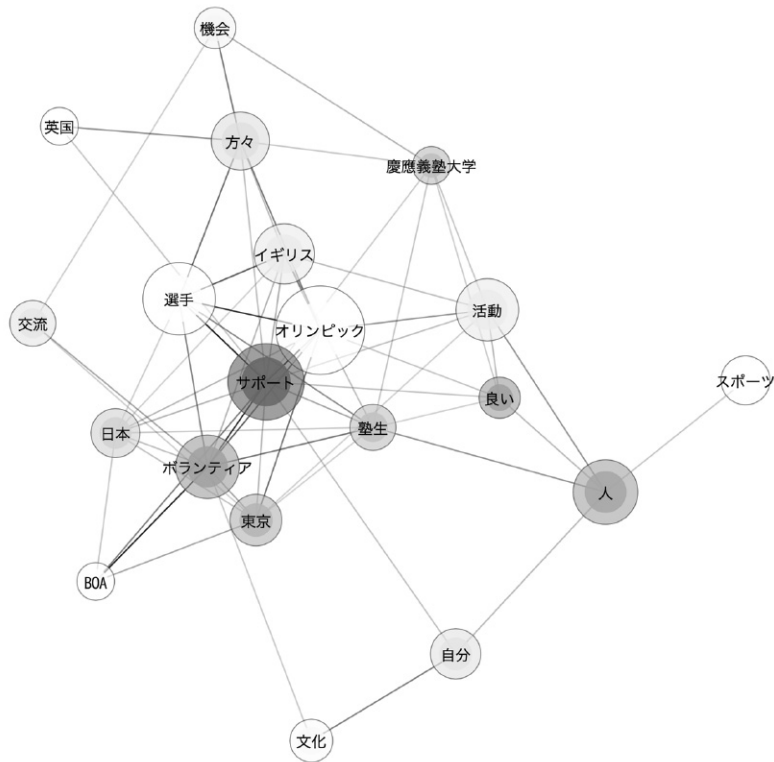 機会
英国
方々
慶應義塾大学
イギリス
選手
オリンピック
活動
交流
サポート
スポーツ
良い
日本
塾生
ボランティア
人
東京
BOA
自分
文化